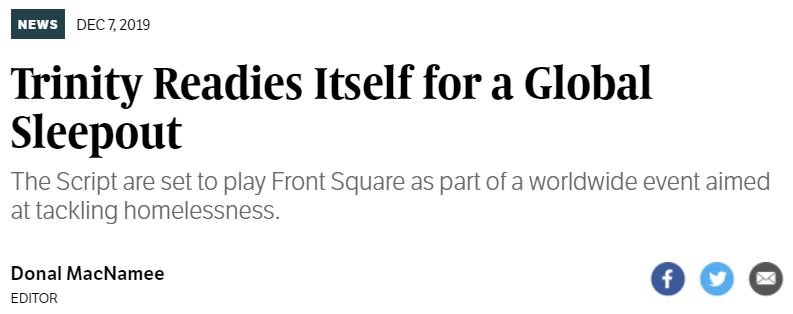 NEWS DEC 7, 2019
Trinity Readies Itself for a Global
Sleepout
The Script are set to play Front Square as part of a worldwide event aimed
at tackling homelessness.
Donal MacNamee
EDITOR